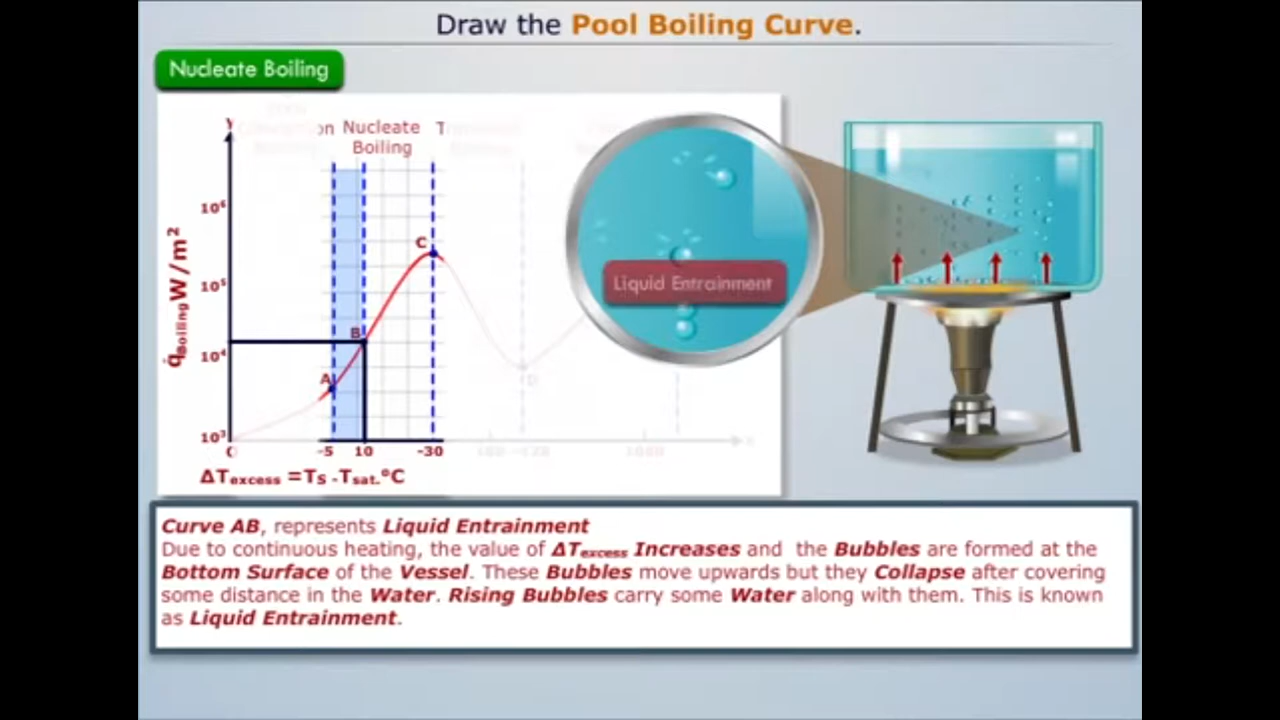 Draw the Pool Boiling Curve.
Nucleate Boiling
on Nucleate T
Boiling
Y
10⁶
10⁵
10⁴
10³
q̇Boiling W/m²
A
B
C
D
-5 10 -30
1000
ΔTexcess =TS -Tsat.°C
Liquid Entrainment
Curve AB, represents Liquid Entrainment
Due to continuous heating, the value of ΔTexcess Increases and the Bubbles are formed at the
Bottom Surface of the Vessel. These Bubbles move upwards but they Collapse after covering
some distance in the Water. Rising Bubbles carry some Water along with them. This is known
as Liquid Entrainment.